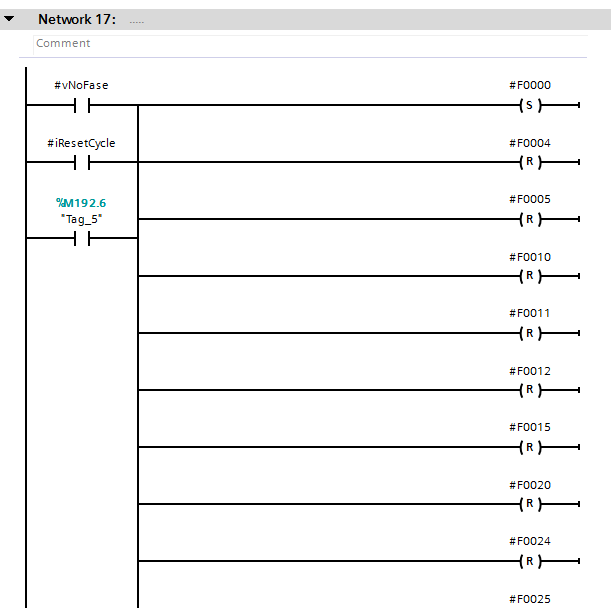 Network 17: .....
Comment
#vNoFase #F0000
S
#iResetCycle #F0004
R
%M192.6 #F0005
"Tag_5" R
#F0010
R
#F0011
R
#F0012
R
#F0015
R
#F0020
R
#F0024
R
#F0025